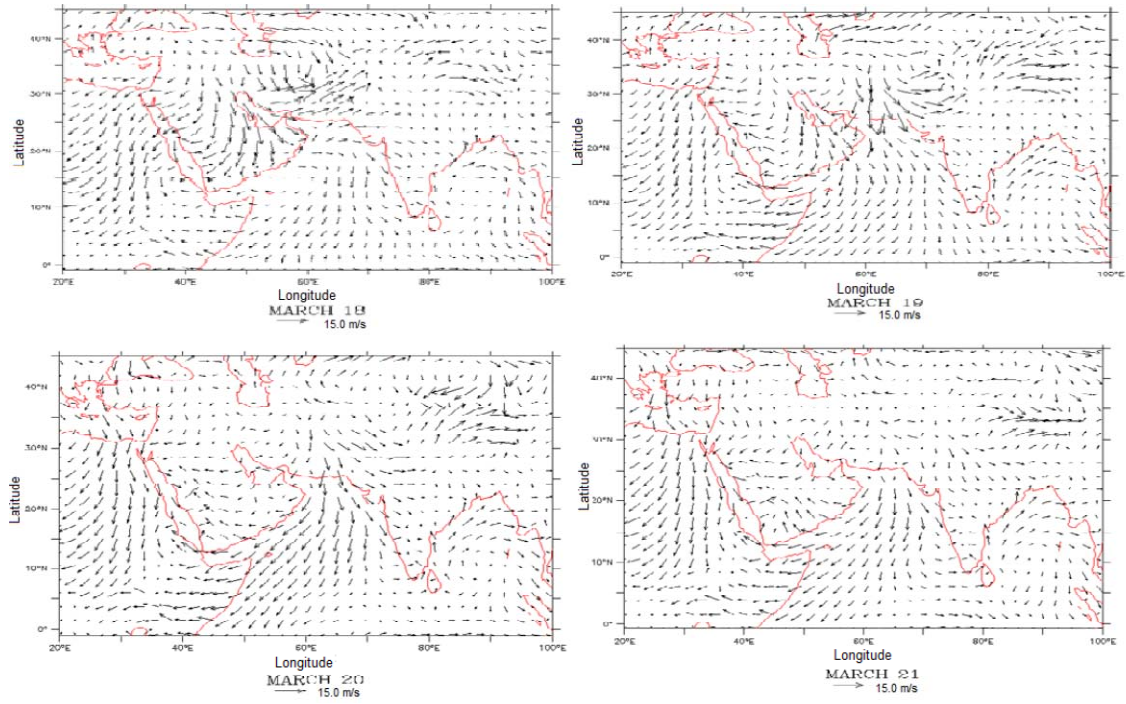 40°N
30°N
20°N
10°N
0°
Latitude
20°E
40°E
60°E
80°E
100°E
Longitude
MARCH 18
15.0 m/s
40°N
30°N
20°N
10°N
0°
Latitude
20°E
40°E
60°E
80°E
100°E
Longitude
MARCH 19
15.0 m/s
40°N
30°N
20°N
10°N
0°
Latitude
20°E
40°E
60°E
80°E
100°E
Longitude
MARCH 20
15.0 m/s
40°N
30°N
20°N
10°N
0°
Latitude
20°E
40°E
60°E
80°E
100°E
Longitude
MARCH 21
15.0 m/s